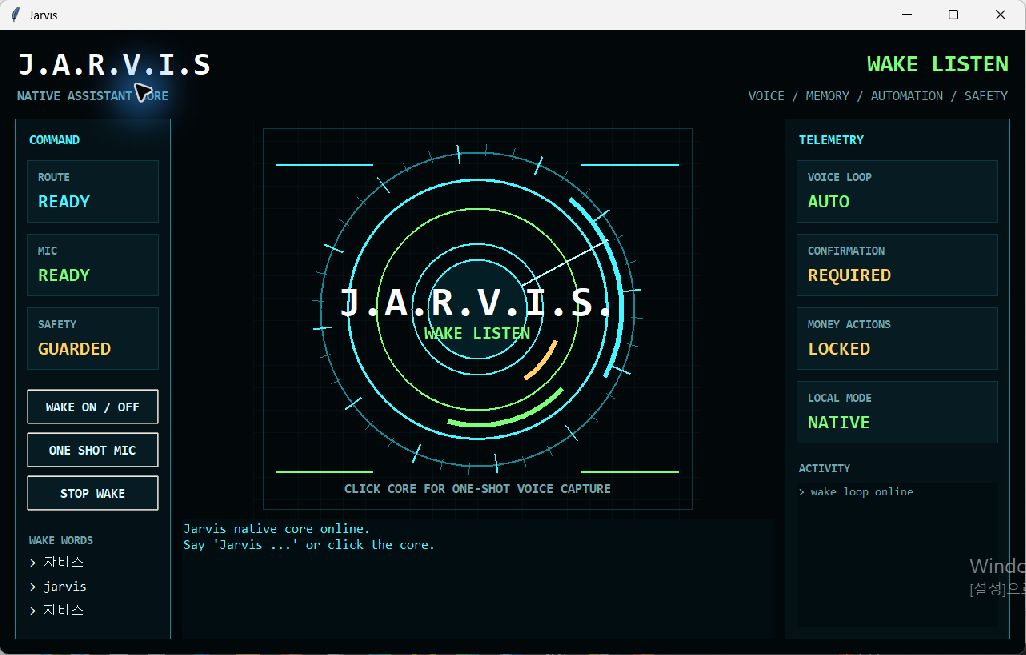 Jarvis
J.A.R.V.I.S
NATIVE ASSISTANT CORE
WAKE LISTEN
VOICE / MEMORY / AUTOMATION / SAFETY
COMMAND
ROUTE
READY
MIC
READY
SAFETY
GUARDED
WAKE ON / OFF
ONE SHOT MIC
STOP WAKE
WAKE WORDS
> 자비스
> jarvis
> 쟈비스
J.A.R.V.I.S.
WAKE LISTEN
CLICK CORE FOR ONE-SHOT VOICE CAPTURE
Jarvis native core online.
Say 'Jarvis ...' or click the core.
TELEMETRY
VOICE LOOP
AUTO
CONFIRMATION
REQUIRED
MONEY ACTIONS
LOCKED
LOCAL MODE
NATIVE
ACTIVITY
> wake loop online